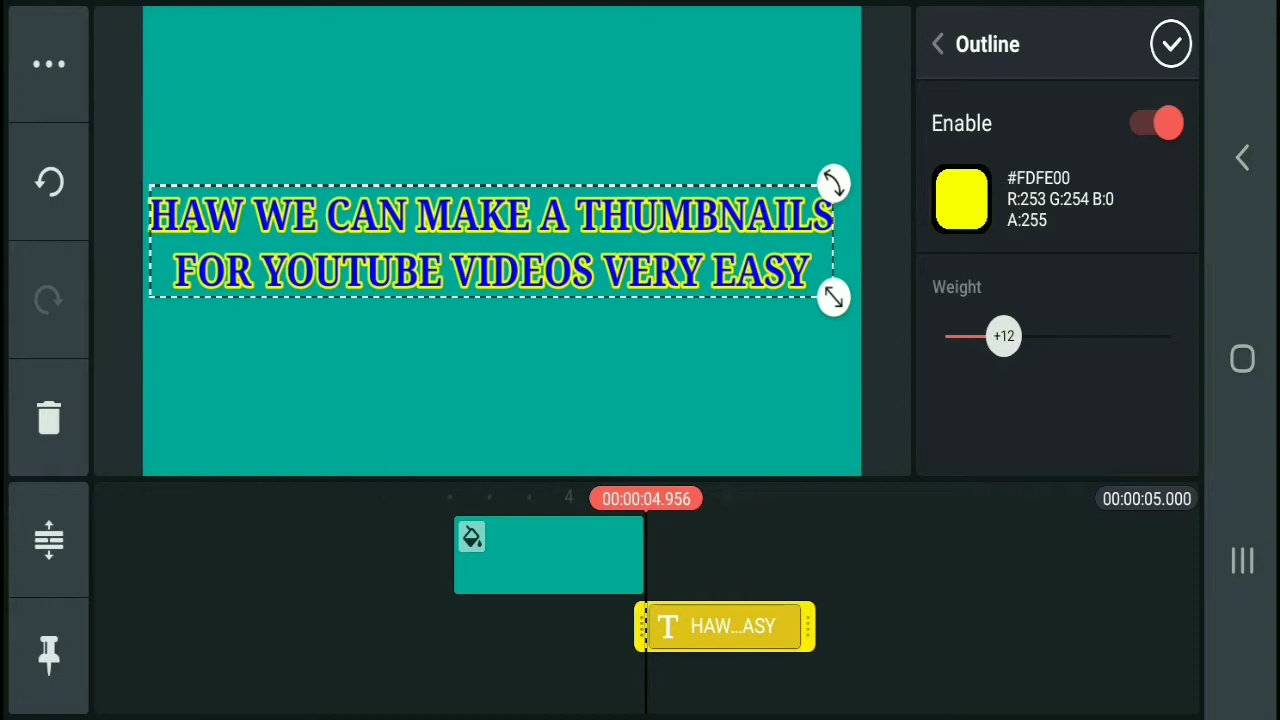 Outline
Enable
#FDFE00
R:253 G:254 B:0
A:255
Weight
+12
HAW WE CAN MAKE A THUMBNAILS
FOR YOUTUBE VIDEOS VERY EASY
4
00:00:04.956
00:00:05.000
T HAW...ASY